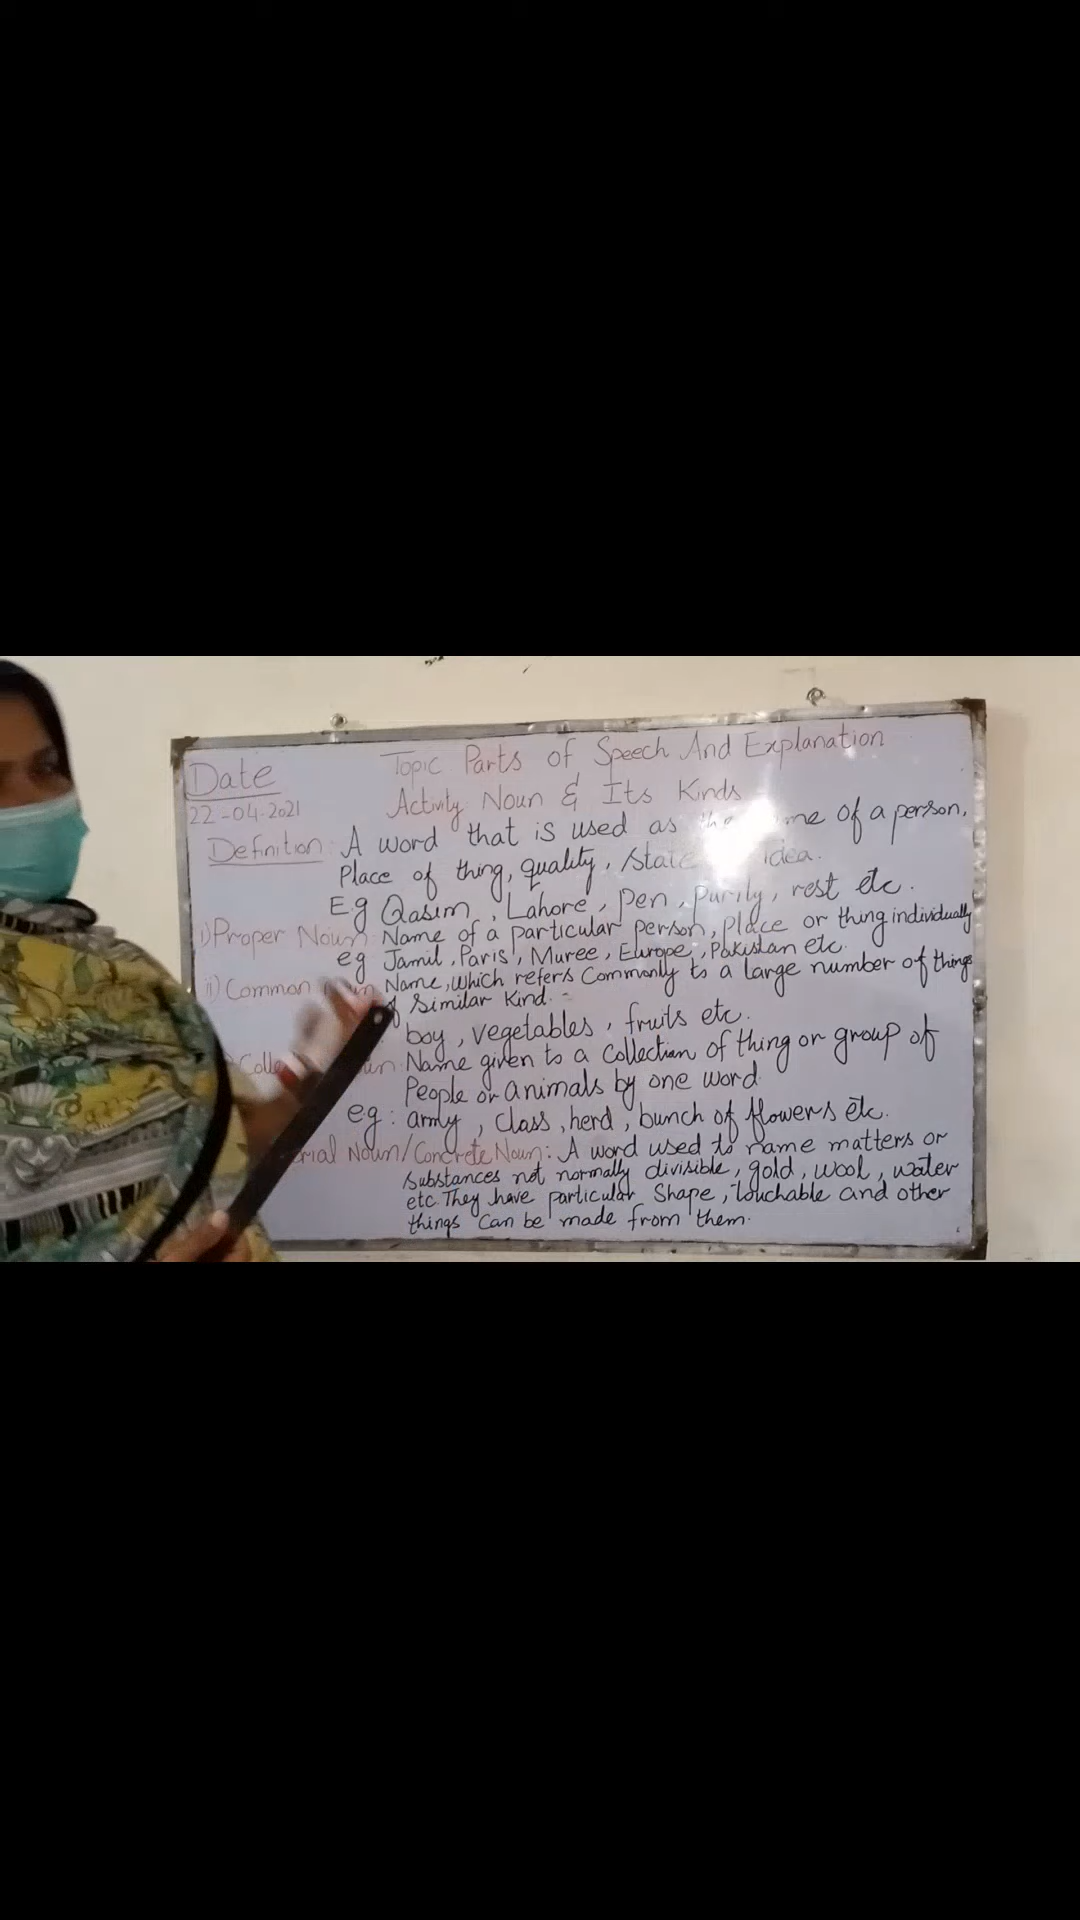 Date
22-04-2021
Topic Parts of Speech And Explanation
Activity Noun & Its Kinds
Definition: A word that is used as the me of a person,
Place of thing, quality, state idea.
E.g Qasim, Lahore, pen, purity, rest etc.
i) Proper Noun: Name of a particular person, place or thing individually
eg Jamil, Paris, Muree, Europe, Pakistan etc.
ii) Common Name, which refers Commonly to a large number of things
of Similar Kind.
boy, vegetables, fruits etc.
Colle un: Name given to a collection of thing or group of
People or animals by one word.
e.g: army, class, herd, bunch of flowers etc.
rial Noun/Concrete Noun: A word used to name matters or
substances not normally divisible, gold, wool, water
etc. They have particular Shape, touchable and other
things can be made from them.